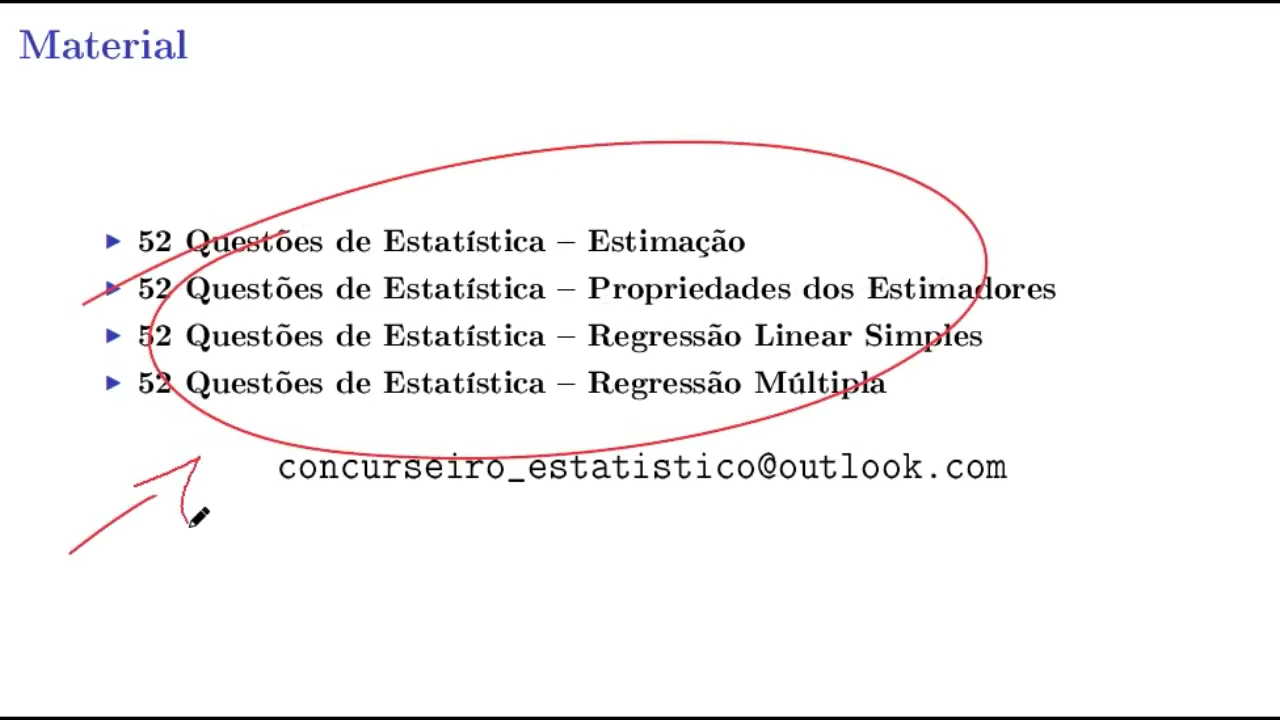 Material
52 Questões de Estatística – Estimação
52 Questões de Estatística – Propriedades dos Estimadores
52 Questões de Estatística – Regressão Linear Simples
52 Questões de Estatística – Regressão Múltipla
concurseiro_estatistico@outlook.com